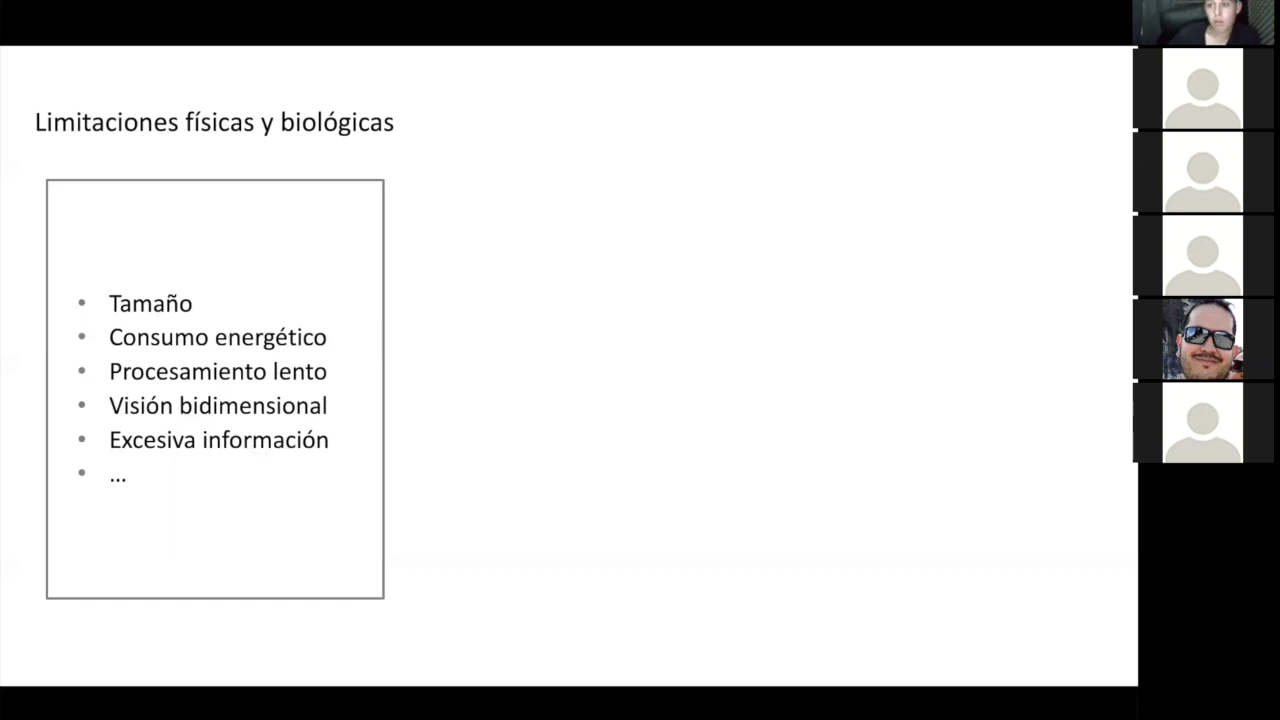 Limitaciones físicas y biológicas
• Tamaño
• Consumo energético
• Procesamiento lento
• Visión bidimensional
• Excesiva información
• ...